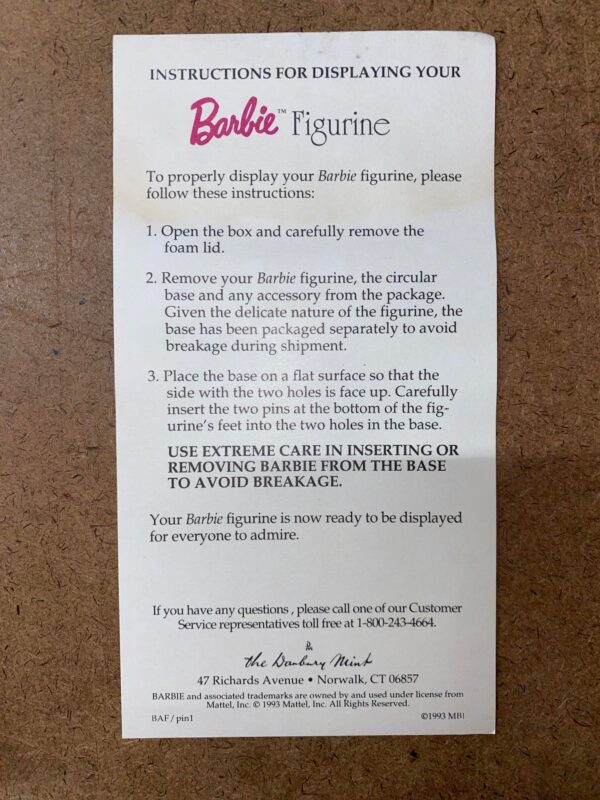 INSTRUCTIONS FOR DISPLAYING YOUR
Barbie™ Figurine
To properly display your Barbie figurine, please
follow these instructions:
1. Open the box and carefully remove the
foam lid.
2. Remove your Barbie figurine, the circular
base and any accessory from the package.
Given the delicate nature of the figurine, the
base has been packaged separately to avoid
breakage during shipment.
3. Place the base on a flat surface so that the
side with the two holes is face up. Carefully
insert the two pins at the bottom of the fig-
urine's feet into the two holes in the base.
USE EXTREME CARE IN INSERTING OR
REMOVING BARBIE FROM THE BASE
TO AVOID BREAKAGE.
Your Barbie figurine is now ready to be displayed
for everyone to admire.
If you have any questions , please call one of our Customer
Service representatives toll free at 1-800-243-4664.
the Danbury Mint
47 Richards Avenue • Norwalk, CT 06857
BARBIE and associated trademarks are owned by and used under license from
Mattel, Inc. © 1993 Mattel, Inc. All Rights Reserved.
BAF/pin1 ©1993 MBI